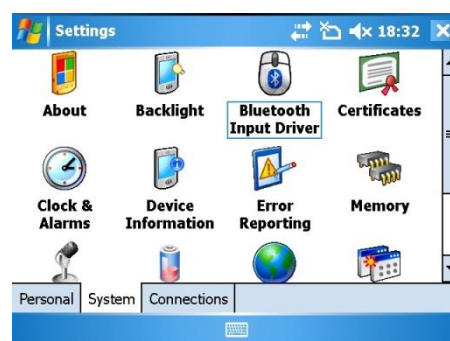 Settings
18:32
About
Backlight
Bluetooth
Input Driver
Certificates
Clock &
Alarms
Device
Information
Error
Reporting
Memory
Personal
System
Connections